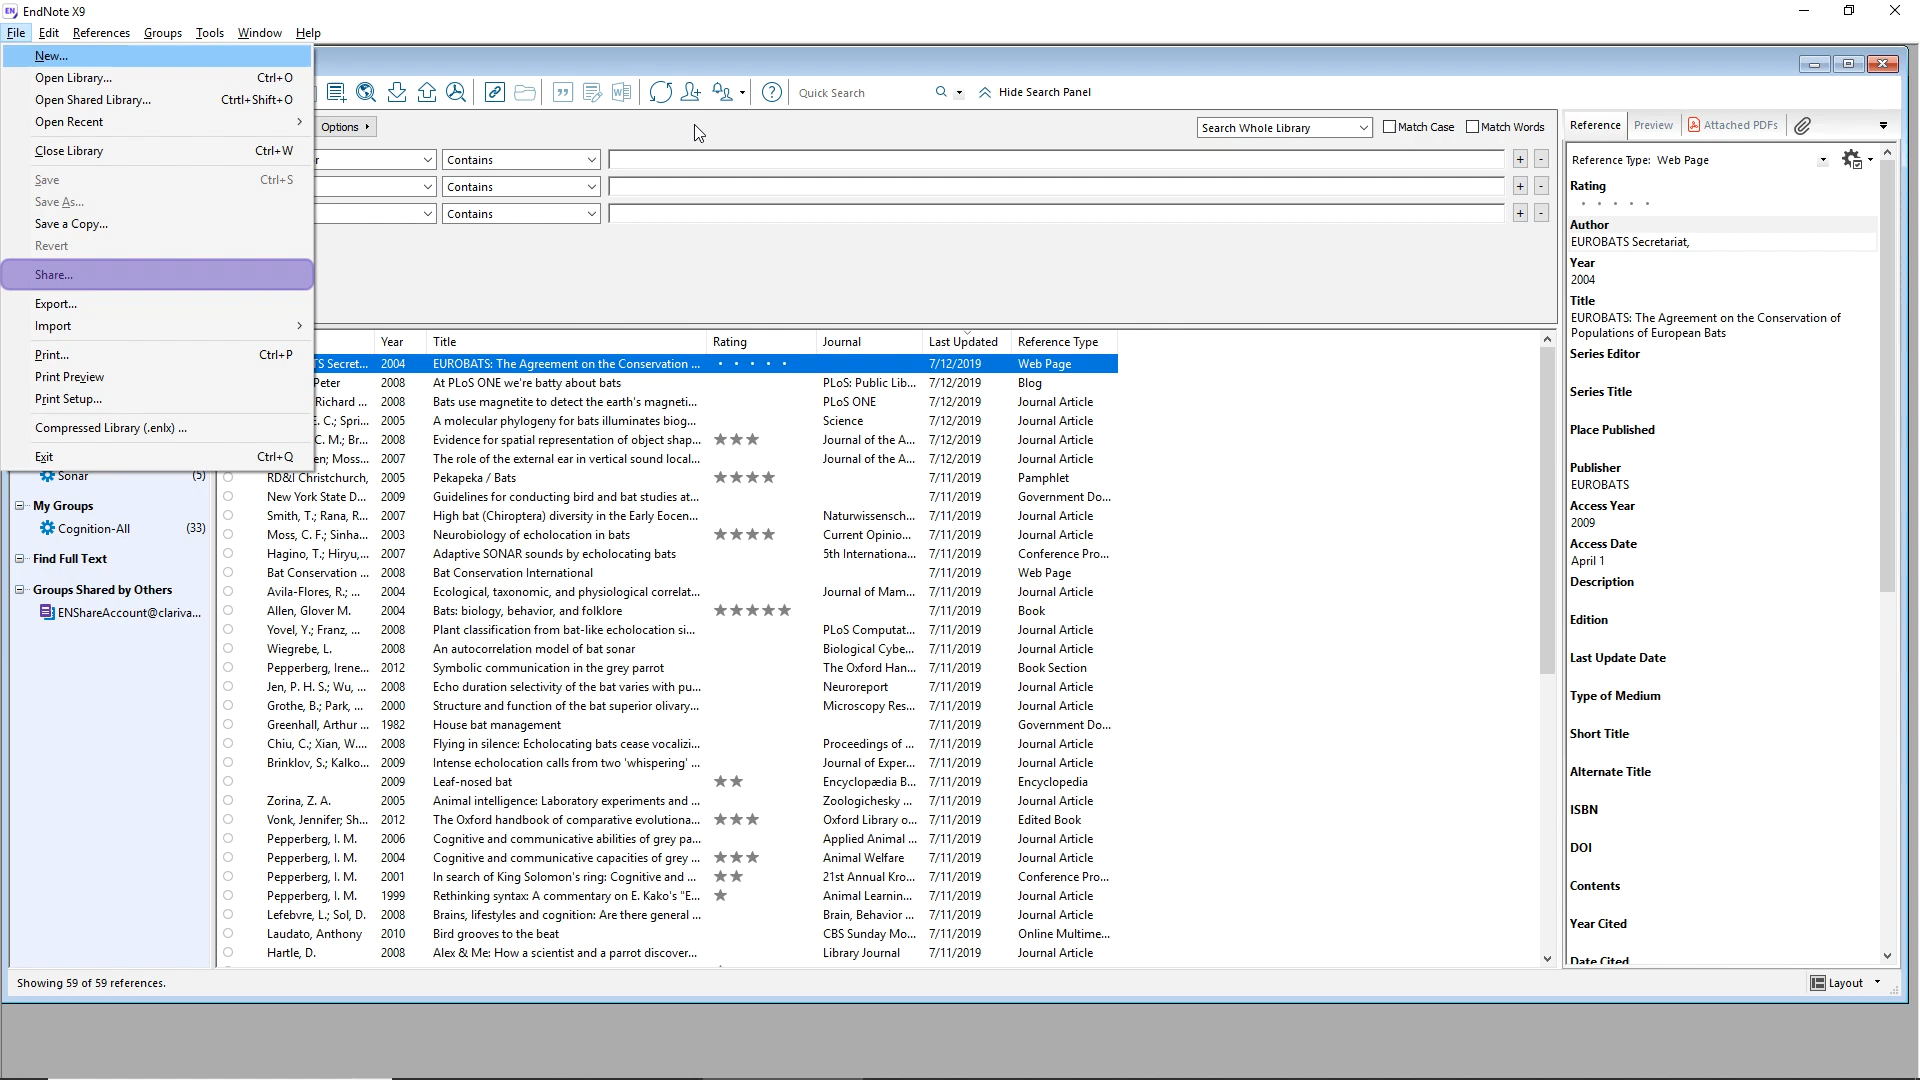 EndNote X9
File Edit References Groups Tools Window Help
New...
Open Library... Ctrl+O
Open Shared Library... Ctrtl+Shift+O
Open Recent
Close Library Ctrl+W
Save Ctrl+S
Save As...
Save a Copy...
Revert
Share...
Export...
Import
Print... Ctrl+P
Print Preview
Print Setup...
Compressed Library (.enlx) ...
Exit Ctrl+Q
Sonar (5)
My Groups
Cognition-All (33)
Find Full Text
Groups Shared by Others
ENShareAccount@clariva...
Quick Search Hide Search Panel
Options Search Whole Library Match Case Match Words
Contains + -
Contains + -
Contains + -
Year Title Rating Journal Last Updated Reference Type
TS Secret... 2004 EUROBATS: The Agreement on the Conservation ... 7/12/2019 Web Page
Peter 2008 At PLoS ONE we're batty about bats PLoS: Public Lib... 7/12/2019 Blog
Richard ... 2008 Bats use magnetite to detect the earth's magneti... PLoS ONE 7/12/2019 Journal Article
E. C.; Spri... 2005 A molecular phylogeny for bats illuminates biog... Science 7/12/2019 Journal Article
C. M.; Br... 2008 Evidence for spatial representation of object shap... ★★★ Journal of the A... 7/12/2019 Journal Article
en; Moss... 2007 The role of the external ear in vertical sound local... Journal of the A... 7/12/2019 Journal Article
RD&I Christchurch, 2005 Pekapeka / Bats ★★★★ 7/11/2019 Pamphlet
New York State D... 2009 Guidelines for conducting bird and bat studies at... 7/11/2019 Government Do...
Smith, T.; Rana, R... 2007 High bat (Chiroptera) diversity in the Early Eocen... Naturwissensch... 7/11/2019 Journal Article
Moss, C. F.; Sinha... 2003 Neurobiology of echolocation in bats ★★★★ Current Opinio... 7/11/2019 Journal Article
Hagino, T.; Hiryu,... 2007 Adaptive SONAR sounds by echolocating bats 5th Internationa... 7/11/2019 Conference Pro...
Bat Conservation ... 2008 Bat Conservation International 7/11/2019 Web Page
Avila-Flores, R.; ... 2004 Ecological, taxonomic, and physiological correlat... Journal of Mam... 7/11/2019 Journal Article
Allen, Glover M. 2004 Bats: biology, behavior, and folklore ★★★★★ 7/11/2019 Book
Yovel, Y.; Franz, ... 2008 Plant classification from bat-like echolocation si... PLoS Computat... 7/11/2019 Journal Article
Wiegrebe, L. 2008 An autocorrelation model of bat sonar Biological Cybe... 7/11/2019 Journal Article
Pepperberg, Irene... 2012 Symbolic communication in the grey parrot The Oxford Han... 7/11/2019 Book Section
Jen, P. H. S.; Wu, ... 2008 Echo duration selectivity of the bat varies with pu... Neuroreport 7/11/2019 Journal Article
Grothe, B.; Park, ... 2000 Structure and function of the bat superior olivary... Microscopy Res... 7/11/2019 Journal Article
Greenhall, Arthur ... 1982 House bat management 7/11/2019 Government Do...
Chiu, C.; Xian, W.... 2008 Flying in silence: Echolocating bats cease vocalizi... Proceedings of ... 7/11/2019 Journal Article
Brinklov, S.; Kalko... 2009 Intense echolocation calls from two 'whispering' ... Journal of Exper... 7/11/2019 Journal Article
2009 Leaf-nosed bat ★★ Encyclopædia B... 7/11/2019 Encyclopedia
Zorina, Z. A. 2005 Animal intelligence: Laboratory experiments and ... Zoologichesky ... 7/11/2019 Journal Article
Vonk, Jennifer; Sh... 2012 The Oxford handbook of comparative evolutiona... ★★★ Oxford Library o... 7/11/2019 Edited Book
Pepperberg, I. M. 2006 Cognitive and communicative abilities of grey pa... Applied Animal ... 7/11/2019 Journal Article
Pepperberg, I. M. 2004 Cognitive and communicative capacities of grey ... ★★★ Animal Welfare 7/11/2019 Journal Article
Pepperberg, I. M. 2001 In search of King Solomon's ring: Cognitive and ... ★★ 21st Annual Kro... 7/11/2019 Conference Pro...
Pepperberg, I. M. 1999 Rethinking syntax: A commentary on E. Kako's "E... ★ Animal Learnin... 7/11/2019 Journal Article
Lefebvre, L.; Sol, D. 2008 Brains, lifestyles and cognition: Are there general ... Brain, Behavior ... 7/11/2019 Journal Article
Laudato, Anthony 2010 Bird grooves to the beat CBS Sunday Mo... 7/11/2019 Online Multime...
Hartle, D. 2008 Alex & Me: How a scientist and a parrot discover... Library Journal 7/11/2019 Journal Article
Reference Preview Attached PDFs
Reference Type: Web Page
Rating
Author
EUROBATS Secretariat,
Year
2004
Title
EUROBATS: The Agreement on the Conservation of
Populations of European Bats
Series Editor
Series Title
Place Published
Publisher
EUROBATS
Access Year
2009
Access Date
April 1
Description
Edition
Last Update Date
Type of Medium
Short Title
Alternate Title
ISBN
DOI
Contents
Year Cited
Date Cited
Showing 59 of 59 references. Layout